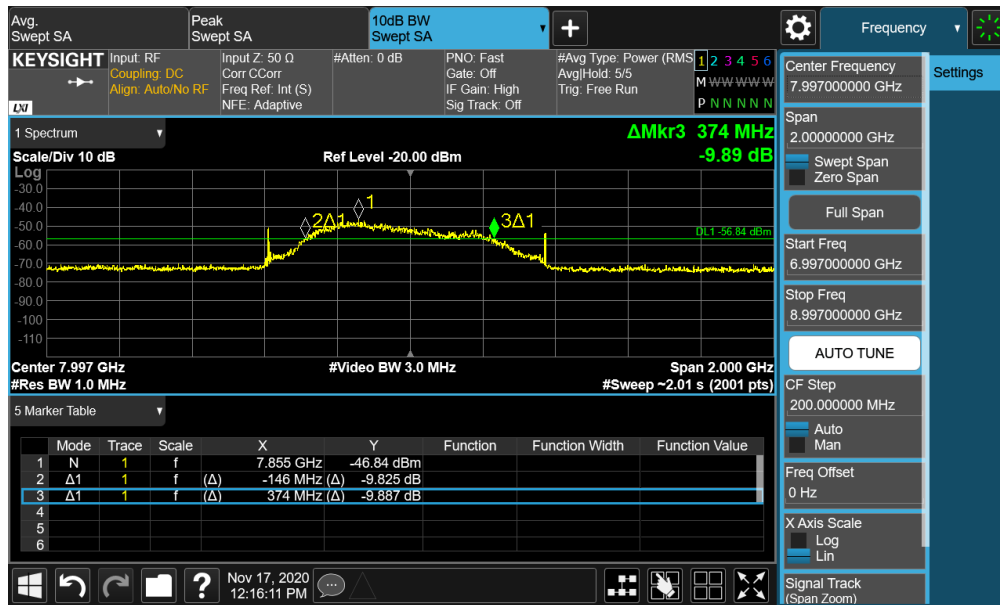 Avg.
Swept SA
Peak
Swept SA
10dB BW
Swept SA
Frequency
KEYSIGHT
LXI
Input: RF
Coupling: DC
Align: Auto/No RF
Input Z: 50 Ω
Corr CCorr
Freq Ref: Int (S)
NFE: Adaptive
#Atten: 0 dB
PNO: Fast
Gate: Off
IF Gain: High
Sig Track: Off
#Avg Type: Power (RMS
Avg|Hold: 5/5
Trig: Free Run
1 2 3 4 5 6
M W W W W W
P N N N N N
1 Spectrum
ΔMkr3 374 MHz
-9.89 dB
Scale/Div 10 dB
Ref Level -20.00 dBm
Log
-30.0
-40.0
-50.0
-60.0
-70.0
-80.0
-90.0
-100
-110
1
2Δ1
3Δ1
DL1 -56.84 dBm
Center 7.997 GHz
#Video BW 3.0 MHz
Span 2.000 GHz
#Res BW 1.0 MHz
#Sweep ~2.01 s (2001 pts)
5 Marker Table
Mode Trace Scale X Y Function Function Width Function Value
1 N 1 f 7.855 GHz -46.84 dBm
2 Δ1 1 f (Δ) -146 MHz (Δ) -9.825 dB
3 Δ1 1 f (Δ) 374 MHz (Δ) -9.887 dB
4
5
6
Nov 17, 2020
12:16:11 PM
Center Frequency
7.997000000 GHz
Span
2.00000000 GHz
Swept Span
Zero Span
Full Span
Start Freq
6.997000000 GHz
Stop Freq
8.997000000 GHz
AUTO TUNE
CF Step
200.000000 MHz
Auto
Man
Freq Offset
0 Hz
X Axis Scale
Log
Lin
Signal Track
(Span Zoom)
Settings